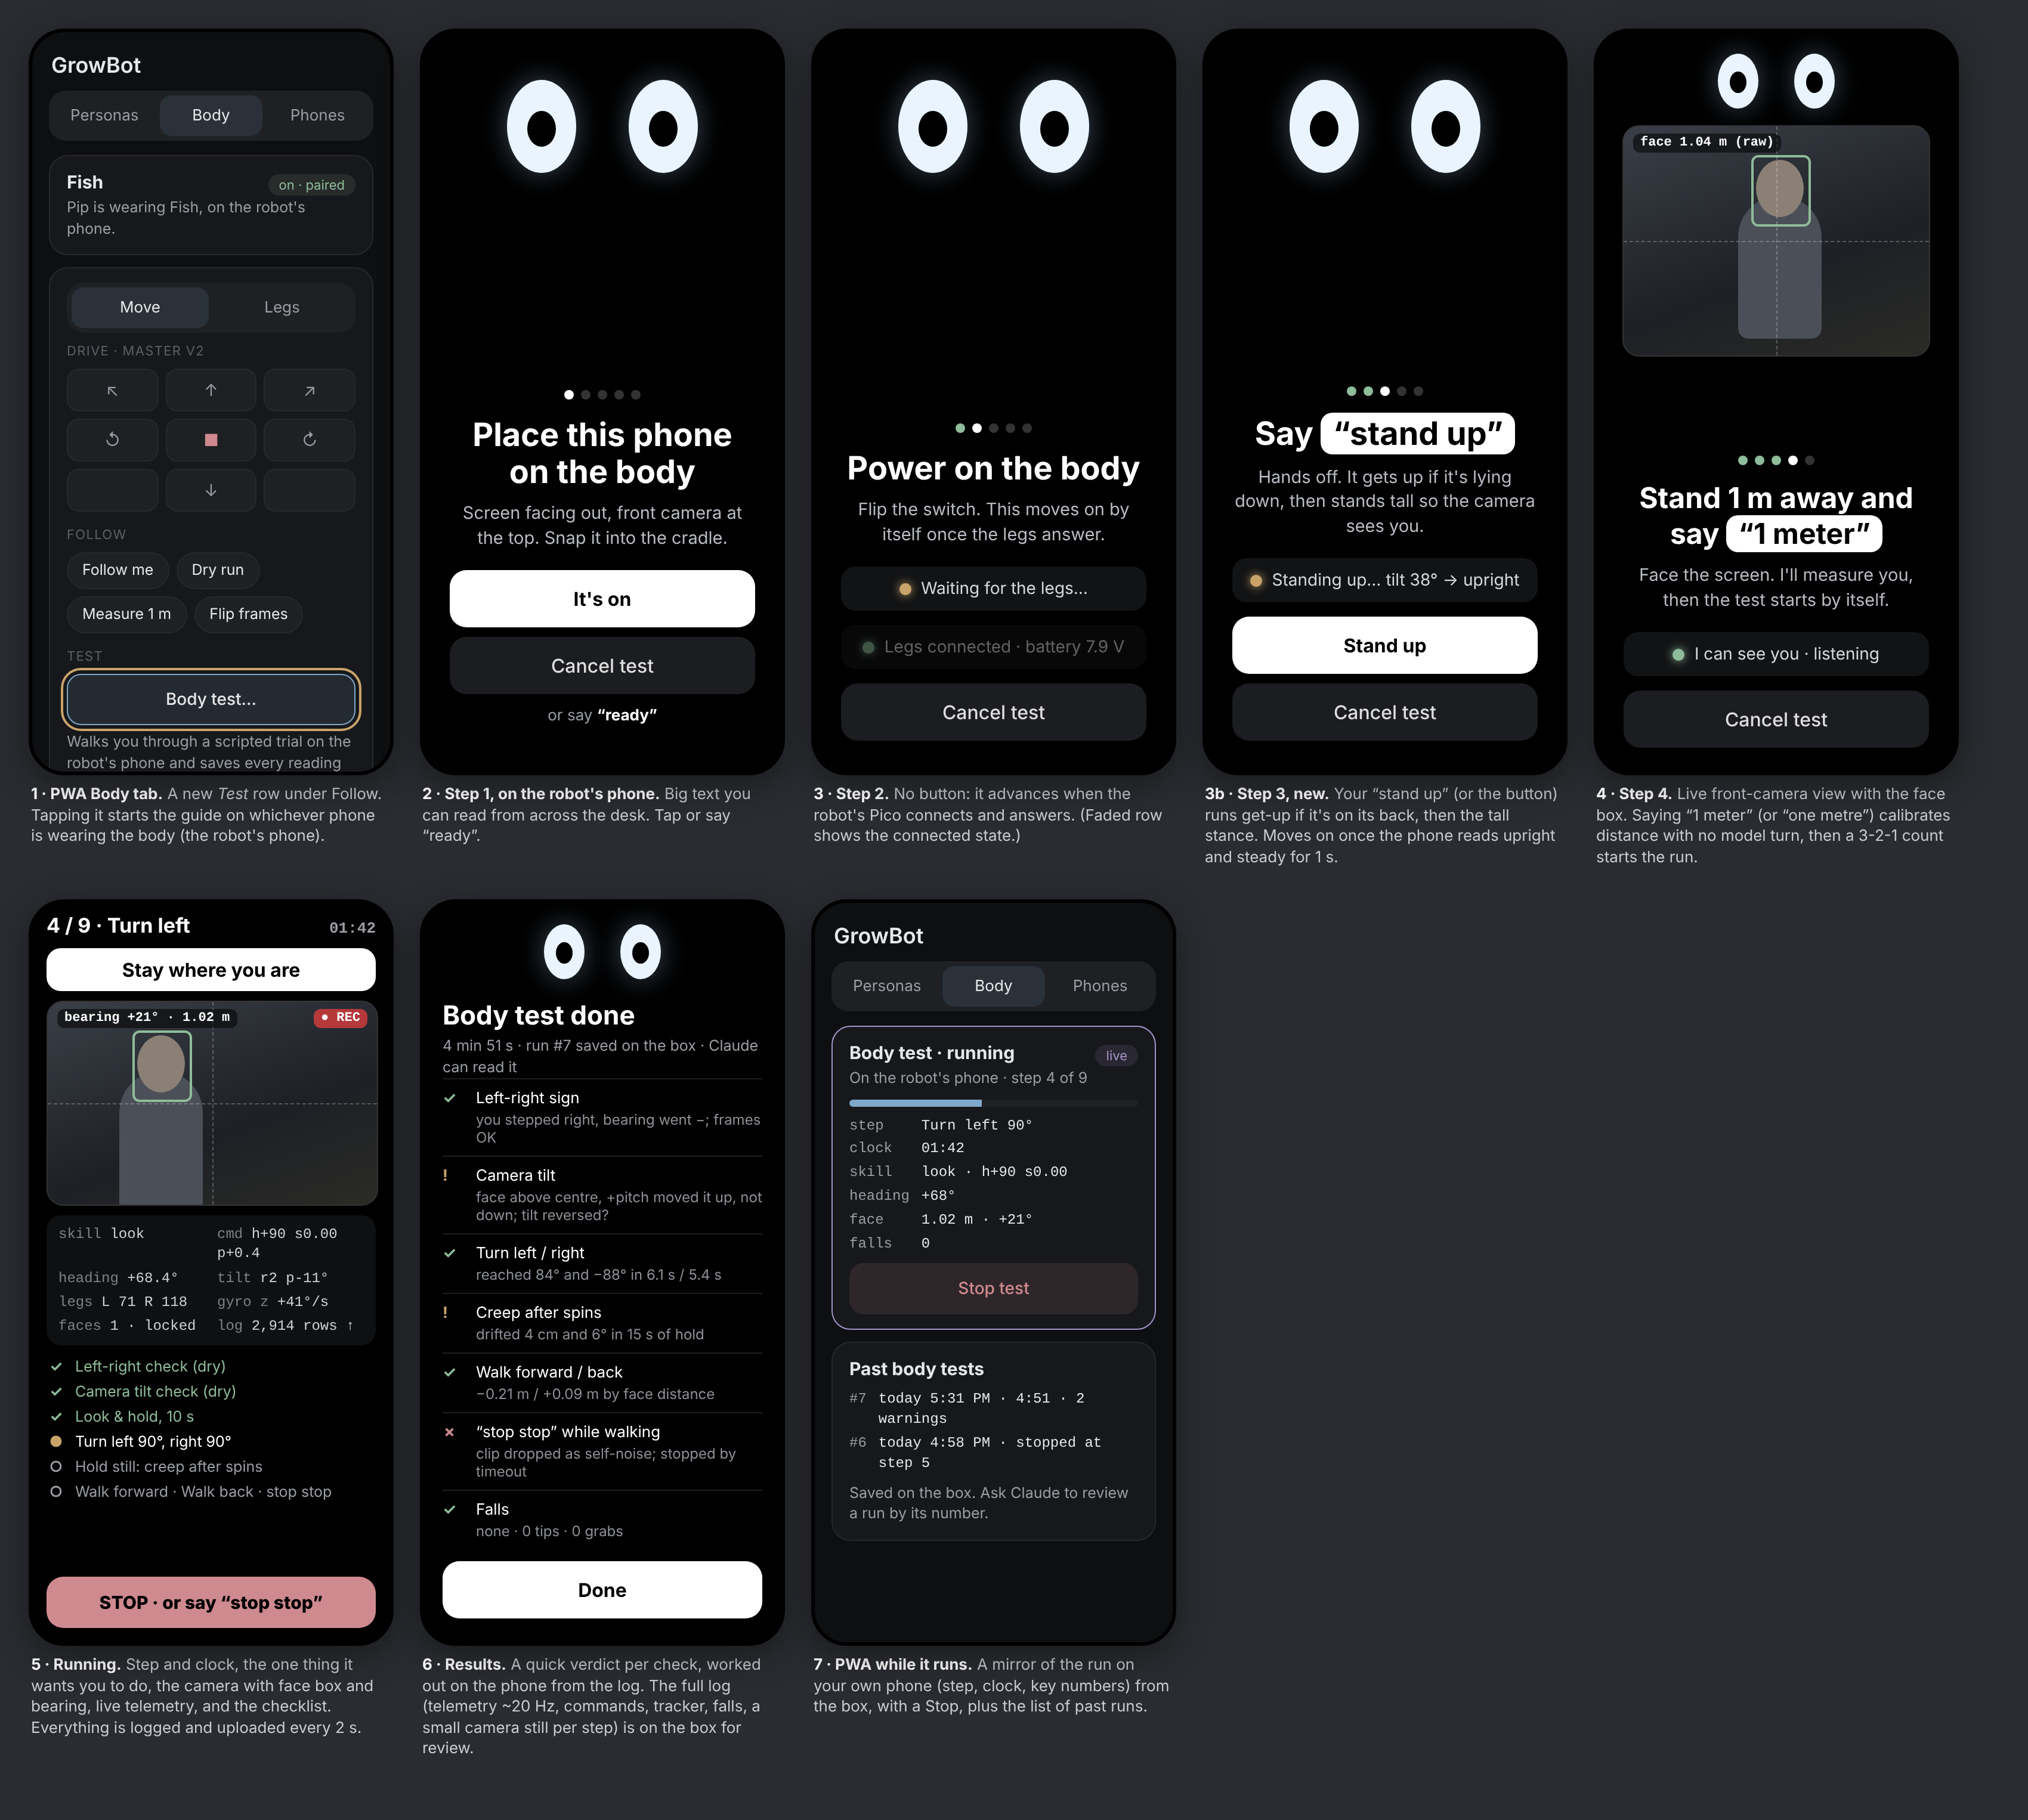 GrowBot
Personas
Body
Phones
Fish
on · paired
Pip is wearing Fish, on the robot's
phone.
Move
Legs
DRIVE · MASTER V2
FOLLOW
Follow me
Dry run
Measure 1 m
Flip frames
TEST
Body test...
Walks you through a scripted trial on the
robot's phone and saves every reading
1 · PWA Body tab. A new Test row under Follow.
Tapping it starts the guide on whichever phone
is wearing the body (the robot's phone).
Place this phone
on the body
Screen facing out, front camera at
the top. Snap it into the cradle.
It's on
Cancel test
or say “ready”
2 · Step 1, on the robot's phone. Big text you
can read from across the desk. Tap or say
“ready”.
Power on the body
Flip the switch. This moves on by
itself once the legs answer.
Waiting for the legs...
Legs connected · battery 7.9 V
Cancel test
3 · Step 2. No button: it advances when the
robot's Pico connects and answers. (Faded row
shows the connected state.)
Say “stand up”
Hands off. It gets up if it's lying
down, then stands tall so the camera
sees you.
Standing up... tilt 38° → upright
Stand up
Cancel test
3b · Step 3, new. Your “stand up” (or the button)
runs get-up if it's on its back, then the tall
stance. Moves on once the phone reads upright
and steady for 1 s.
face 1.04 m (raw)
Stand 1 m away and
say “1 meter”
Face the screen. I'll measure you,
then the test starts by itself.
I can see you · listening
Cancel test
4 · Step 4. Live front-camera view with the face
box. Saying “1 meter” (or “one metre”) calibrates
distance with no model turn, then a 3-2-1 count
starts the run.
4 / 9 · Turn left
01:42
Stay where you are
bearing +21° · 1.02 m
● REC
skill look
cmd h+90 s0.00
p+0.4
heading +68.4°
tilt r2 p-11°
legs L 71 R 118
gyro z +41°/s
faces 1 · locked
log 2,914 rows ↑
✓ Left-right check (dry)
✓ Camera tilt check (dry)
✓ Look & hold, 10 s
Turn left 90°, right 90°
Hold still: creep after spins
Walk forward · Walk back · stop stop
STOP · or say “stop stop”
5 · Running. Step and clock, the one thing it
wants you to do, the camera with face box and
bearing, live telemetry, and the checklist.
Everything is logged and uploaded every 2 s.
Body test done
4 min 51 s · run #7 saved on the box · Claude
can read it
✓ Left-right sign
you stepped right, bearing went −; frames
OK
! Camera tilt
face above centre, +pitch moved it up, not
down; tilt reversed?
✓ Turn left / right
reached 84° and −88° in 6.1 s / 5.4 s
! Creep after spins
drifted 4 cm and 6° in 15 s of hold
✓ Walk forward / back
−0.21 m / +0.09 m by face distance
× “stop stop” while walking
clip dropped as self-noise; stopped by
timeout
✓ Falls
none · 0 tips · 0 grabs
Done
6 · Results. A quick verdict per check, worked
out on the phone from the log. The full log
(telemetry ~20 Hz, commands, tracker, falls, a
small camera still per step) is on the box for
review.
GrowBot
Personas
Body
Phones
Body test · running
live
On the robot's phone · step 4 of 9
step Turn left 90°
clock 01:42
skill look · h+90 s0.00
heading +68°
face 1.02 m · +21°
falls 0
Stop test
Past body tests
#7 today 5:31 PM · 4:51 · 2
warnings
#6 today 4:58 PM · stopped at
step 5
Saved on the box. Ask Claude to review
a run by its number.
7 · PWA while it runs. A mirror of the run on
your own phone (step, clock, key numbers) from
the box, with a Stop, plus the list of past runs.